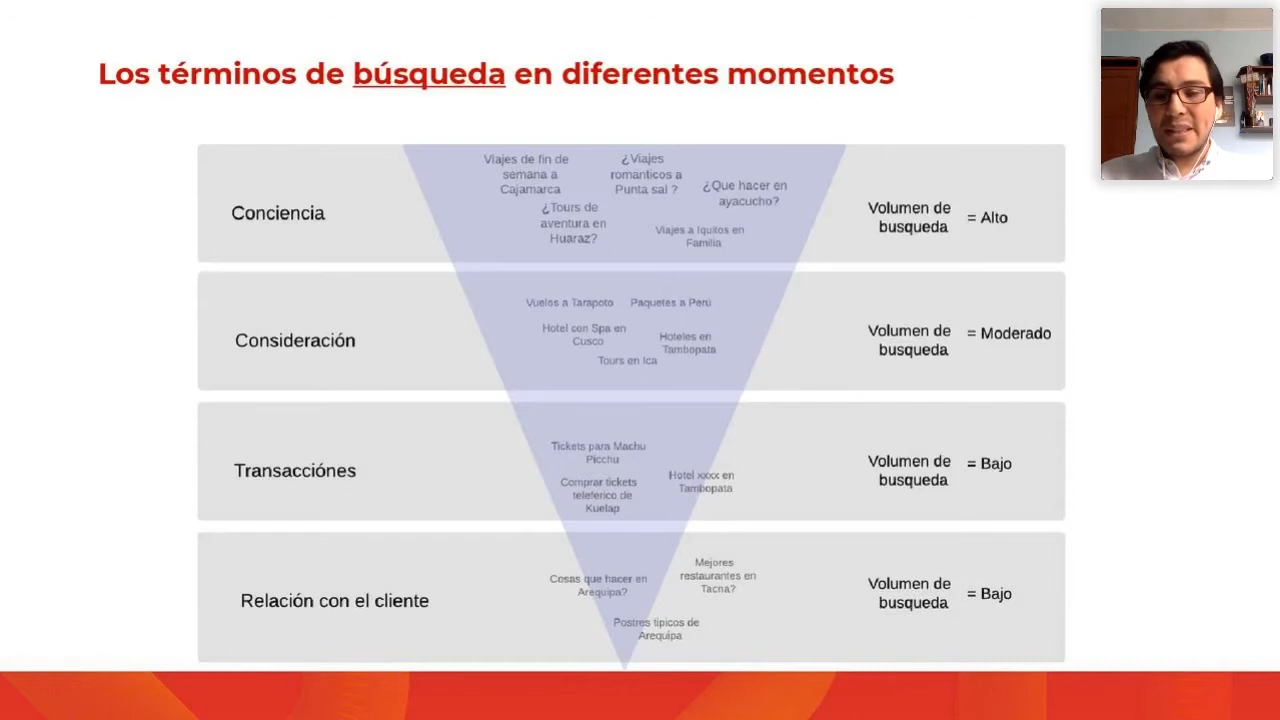 Los términos de búsqueda en diferentes momentos
Conciencia
Viajes de fin de
semana a
Cajamarca
¿Viajes
romanticos a
Punta sal ?
¿Que hacer en
ayacucho?
¿Tours de
aventura en
Huaraz?
Viajes a Iquitos en
Familia
Volumen de
busqueda
= Alto
Consideración
Vuelos a Tarapoto
Paquetes a Perú
Hotel con Spa en
Cusco
Hoteles en
Tambopata
Tours en Ica
Volumen de
busqueda
= Moderado
Transacciónes
Tickets para Machu
Picchu
Comprar tickets
teleferico de
Kuelap
Hotel xxxx en
Tambopata
Volumen de
busqueda
= Bajo
Relación con el cliente
Cosas que hacer en
Arequipa?
Mejores
restaurantes en
Tacna?
Postres tipicos de
Arequipa
Volumen de
busqueda
= Bajo